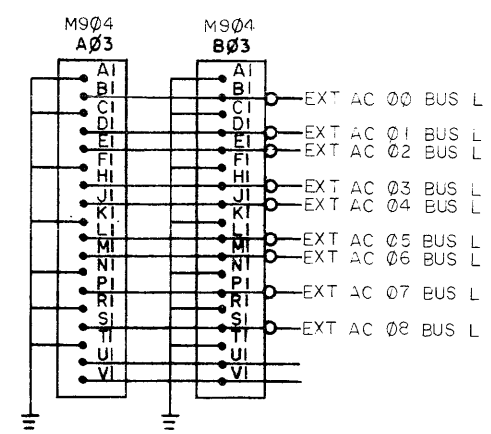 M904 M904
AØ3 BØ3
A1 A1
B1 B1 EXT AC ØØ BUS L
C1 C1
D1 D1 EXT AC Ø1 BUS L
E1 E1 EXT AC Ø2 BUS L
F1 F1
H1 H1 EXT AC Ø3 BUS L
J1 J1 EXT AC Ø4 BUS L
K1 K1
L1 L1 EXT AC Ø5 BUS L
M1 M1 EXT AC Ø6 BUS L
N1 N1
P1 P1 EXT AC Ø7 BUS L
R1 R1
S1 S1 EXT AC Ø8 BUS L
T1 T1
U1 U1
V1 V1